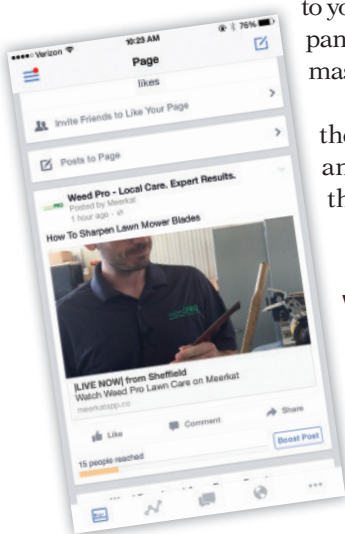 to yo
pan
mas
the
an
th
Verizon 10:23 AM 76%
Page
likes
Invite Friends to Like Your Page
Posts to Page
Weed Pro - Local Care. Expert Results.
Posted by Meerkat
1 hour ago
How To Sharpen Lawn Mower Blades
PRO
|LIVE NOW| from Sheffield
Watch Weed Pro Lawn Care on Meerkat
meerkatapp.co
Like Comment Share
15 people reached
Boost Post